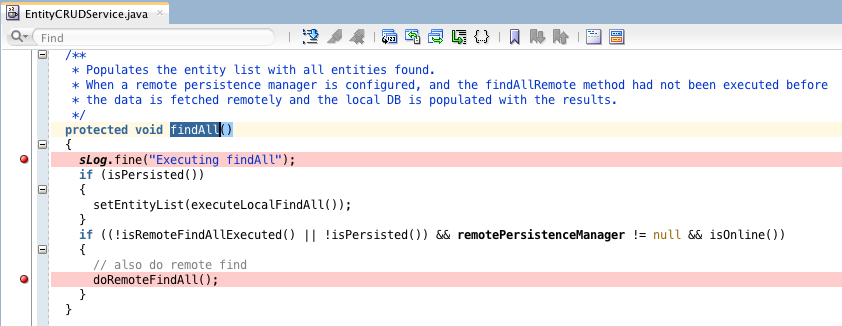 EntityCRUDService.java
Find
/**
 * Populates the entity list with all entities found.
 * When a remote persistence manager is configured, and the findAllRemote method had not been executed before
 * the data is fetched remotely and the local DB is populated with the results.
 */
protected void findAll()
{
  sLog.fine("Executing findAll");
  if (isPersisted())
  {
    setEntityList(executeLocalFindAll());
  }
  if ((!isRemoteFindAllExecuted() || !isPersisted()) && remotePersistenceManager != null && isOnline())
  {
    // also do remote find
    doRemoteFindAll();
  }
}